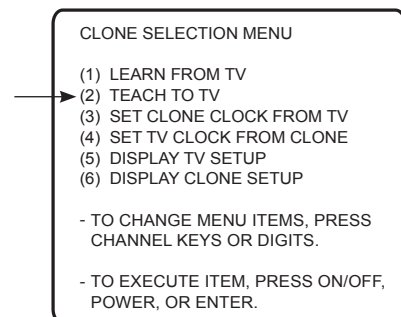 CLONE SELECTION MENU
(1) LEARN FROM TV
(2) TEACH TO TV
(3) SET CLONE CLOCK FROM TV
(4) SET TV CLOCK FROM CLONE
(5) DISPLAY TV SETUP
(6) DISPLAY CLONE SETUP
- TO CHANGE MENU ITEMS, PRESS
CHANNEL KEYS OR DIGITS.
- TO EXECUTE ITEM, PRESS ON/OFF,
POWER, OR ENTER.